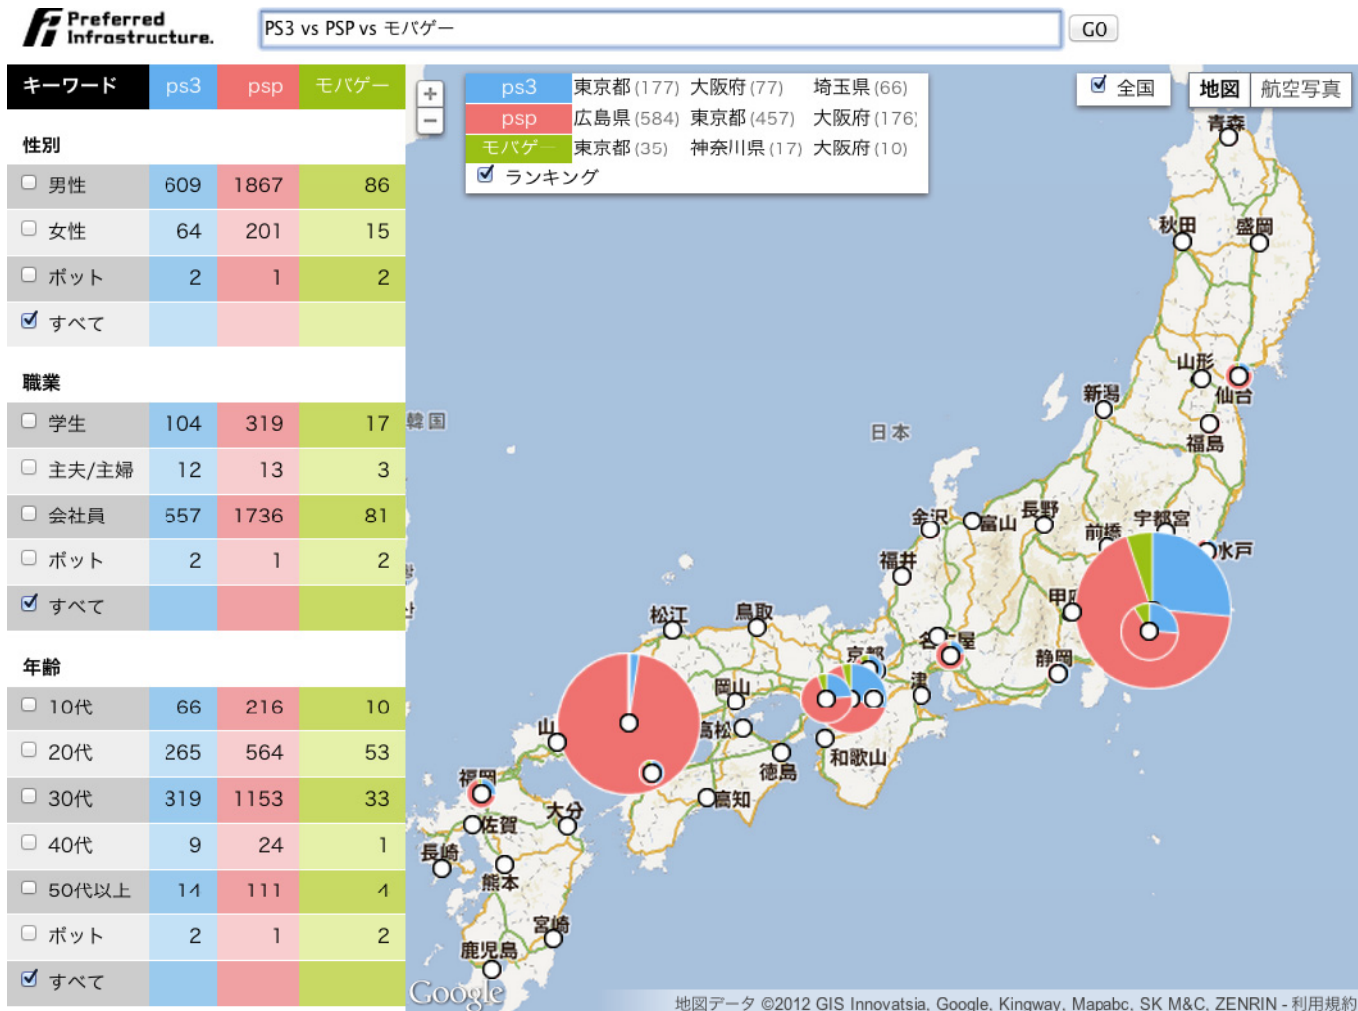 Preferred
Infrastructure.
PS3 vs PSP vs モバゲー
GO
キーワード ps3 psp モバゲー
性別
男性 609 1867 86
女性 64 201 15
ボット 2 1 2
すべて
職業
学生 104 319 17
主夫/主婦 12 13 3
会社員 557 1736 81
ボット 2 1 2
すべて
年齢
10代 66 216 10
20代 265 564 53
30代 319 1153 33
40代 9 24 1
50代以上 14 111 4
ボット 2 1 2
すべて
+
−
ps3 東京都(177) 大阪府(77) 埼玉県(66)
psp 広島県(584) 東京都(457) 大阪府(176)
モバゲー 東京都(35) 神奈川県(17) 大阪府(10)
ランキング
全国
地図 航空写真
青森
秋田 盛岡
山形
仙台
新潟
福島
韓国
日本
金沢 富山 長野 前橋 宇都宮
水戸
福井
松江 鳥取
京都 名古屋
静岡
岡山
津
高松
和歌山
徳島
福岡
高知
大分
佐賀
長崎
熊本
宮崎
鹿児島
Google
地図データ ©2012 GIS Innovatsia, Google, Kingway, Mapabc, SK M&C, ZENRIN - 利用規約